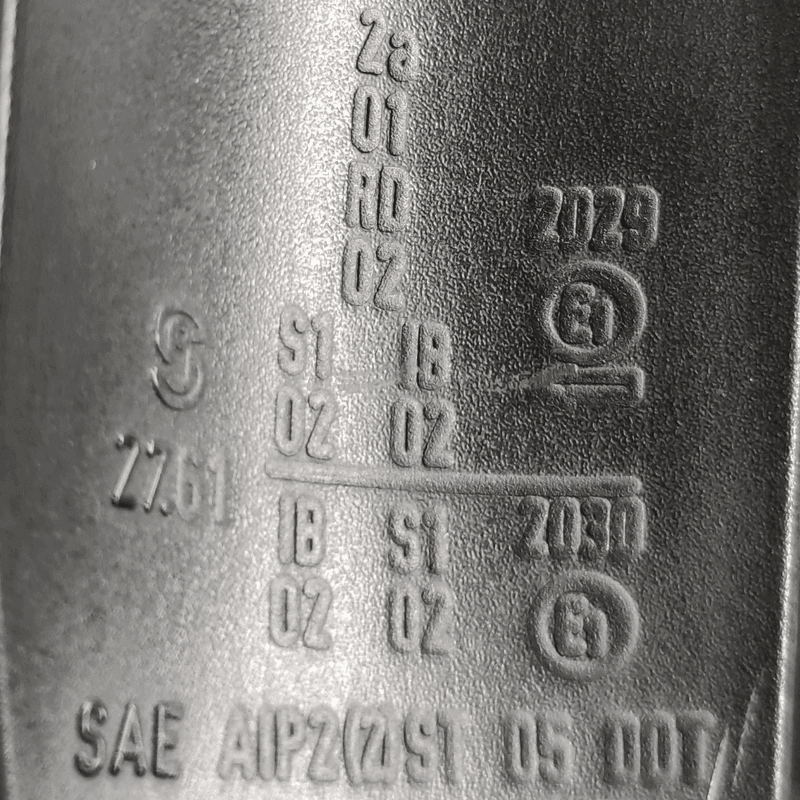 2a
01
RD
02
2029
E1
S1 IB
02 02
27.61
IB S1 2030
02 02 E1
SAE AIP2(2)ST 05 DOT